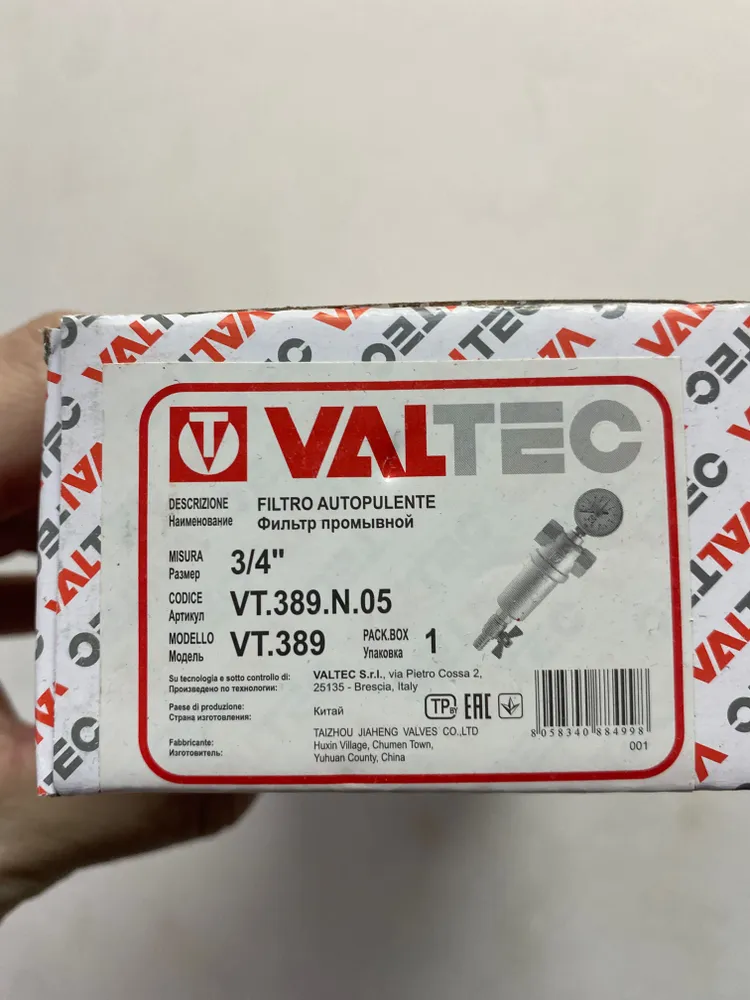 VALTEC
DESCRIZIONE FILTRO AUTOPULENTE
Наименование Фильтр промывной
MISURA
Размер 3/4"
CODICE
Артикул VT.389.N.05
MODELLO
Модель VT.389
PACK.BOX
Упаковка 1
Su tecnologia e sotto controllo di: VALTEC S.r.l., via Pietro Cossa 2,
Произведено по технологии: 25135 - Brescia, Italy
Paese di produzione:
Страна изготовления: Китай
TP BY EAC
Fabbricante: TAIZHOU JIAHENG VALVES CO.,LTD
Изготовитель: Huxin Village, Chumen Town,
Yuhuan County, China
8058340884998
001